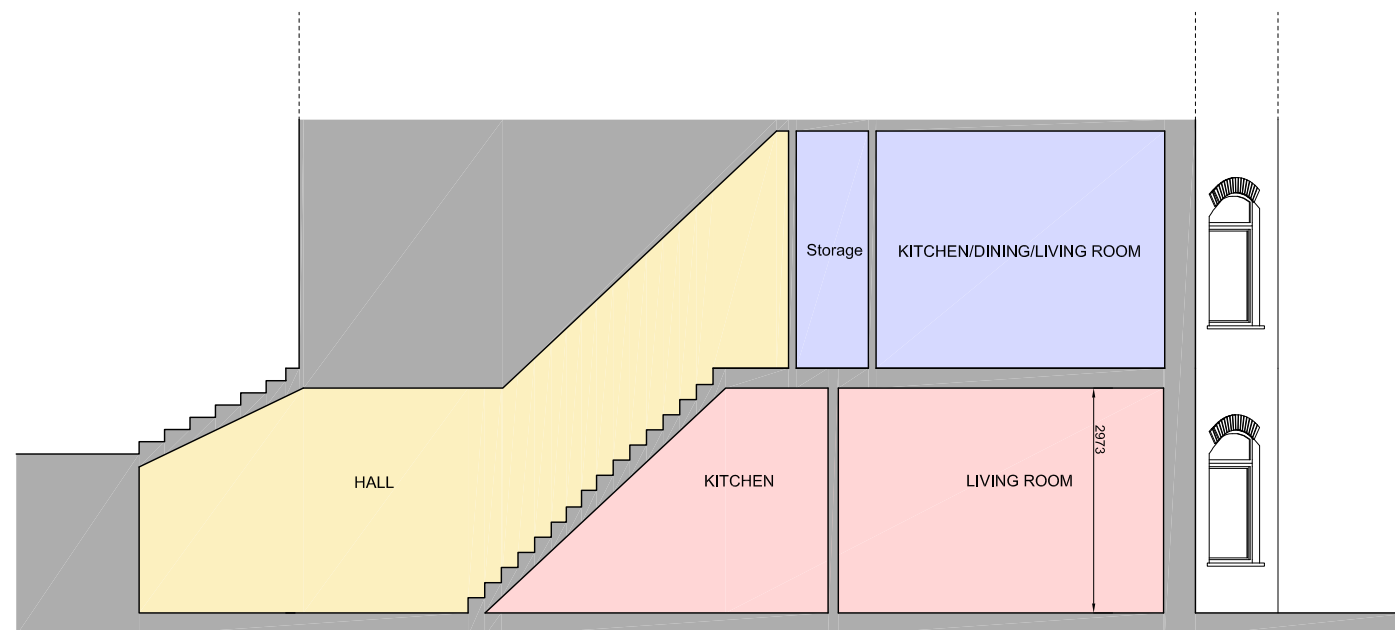 Storage
KITCHEN/DINING/LIVING ROOM
2973
HALL
KITCHEN
LIVING ROOM